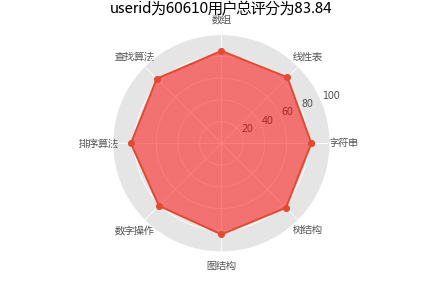 userid为60610用户总评分为83.84
数组
查找算法
线性表
100
80
60
40
20
排序算法
字符串
数字操作
树结构
图结构